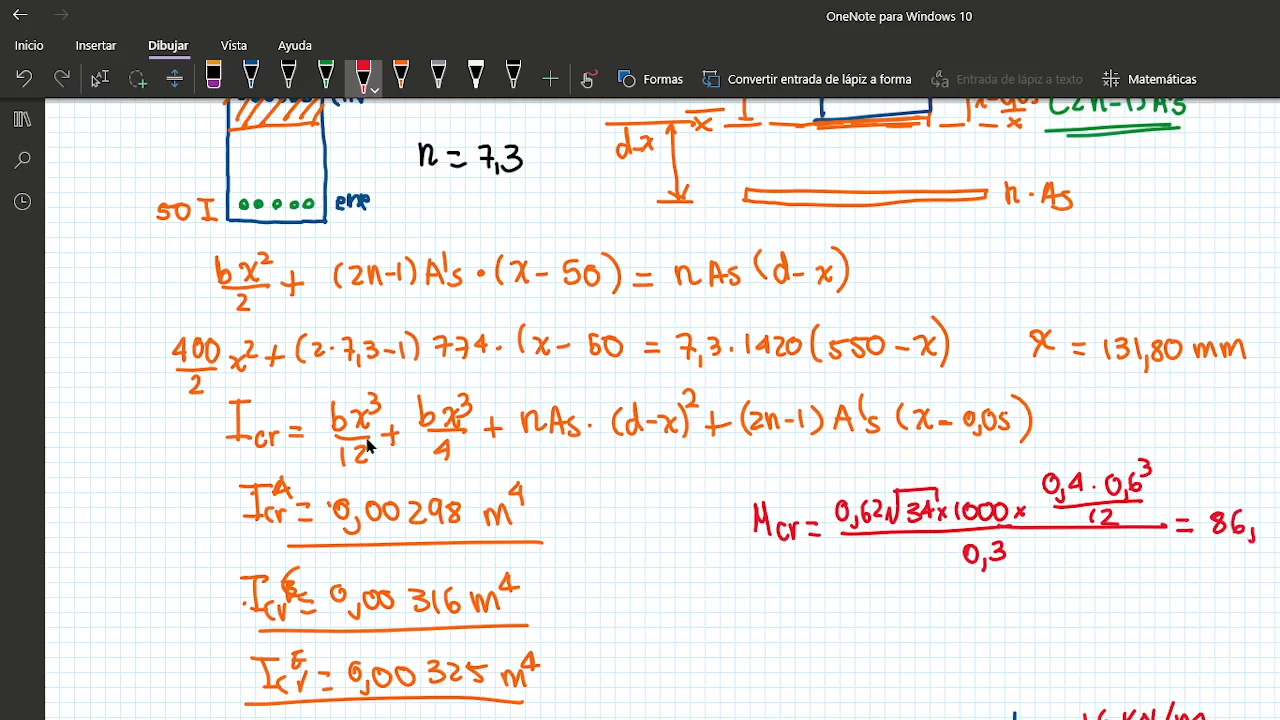 OneNote para Windows 10
Inicio Insertar Dibujar Vista Ayuda
Formas Convertir entrada de lápiz a forma Entrada de lápiz a texto Matemáticas
(2n-1)A's
x
x
d-x
n = 7,3
50 I
ene
n·As
bx²/2 + (2n-1) A's · (x - 50) = n As (d - x)
400/2 x² + (2·7,3-1) 774 · (x - 50 = 7,3·1420 (550 - x) x = 131,80 mm
Icr = bx³/12 + bx³/4 + nAs · (d-x)² + (2n-1) A's (x - 0,05)
Icr^A = 0,00298 m⁴
Mcr = 0,62√34 x 1000 x 0,4 · 0,6³/12 / 0,3 = 86,
Icr = 0,00316 m⁴
Icr = 0,00325 m⁴
KN/m